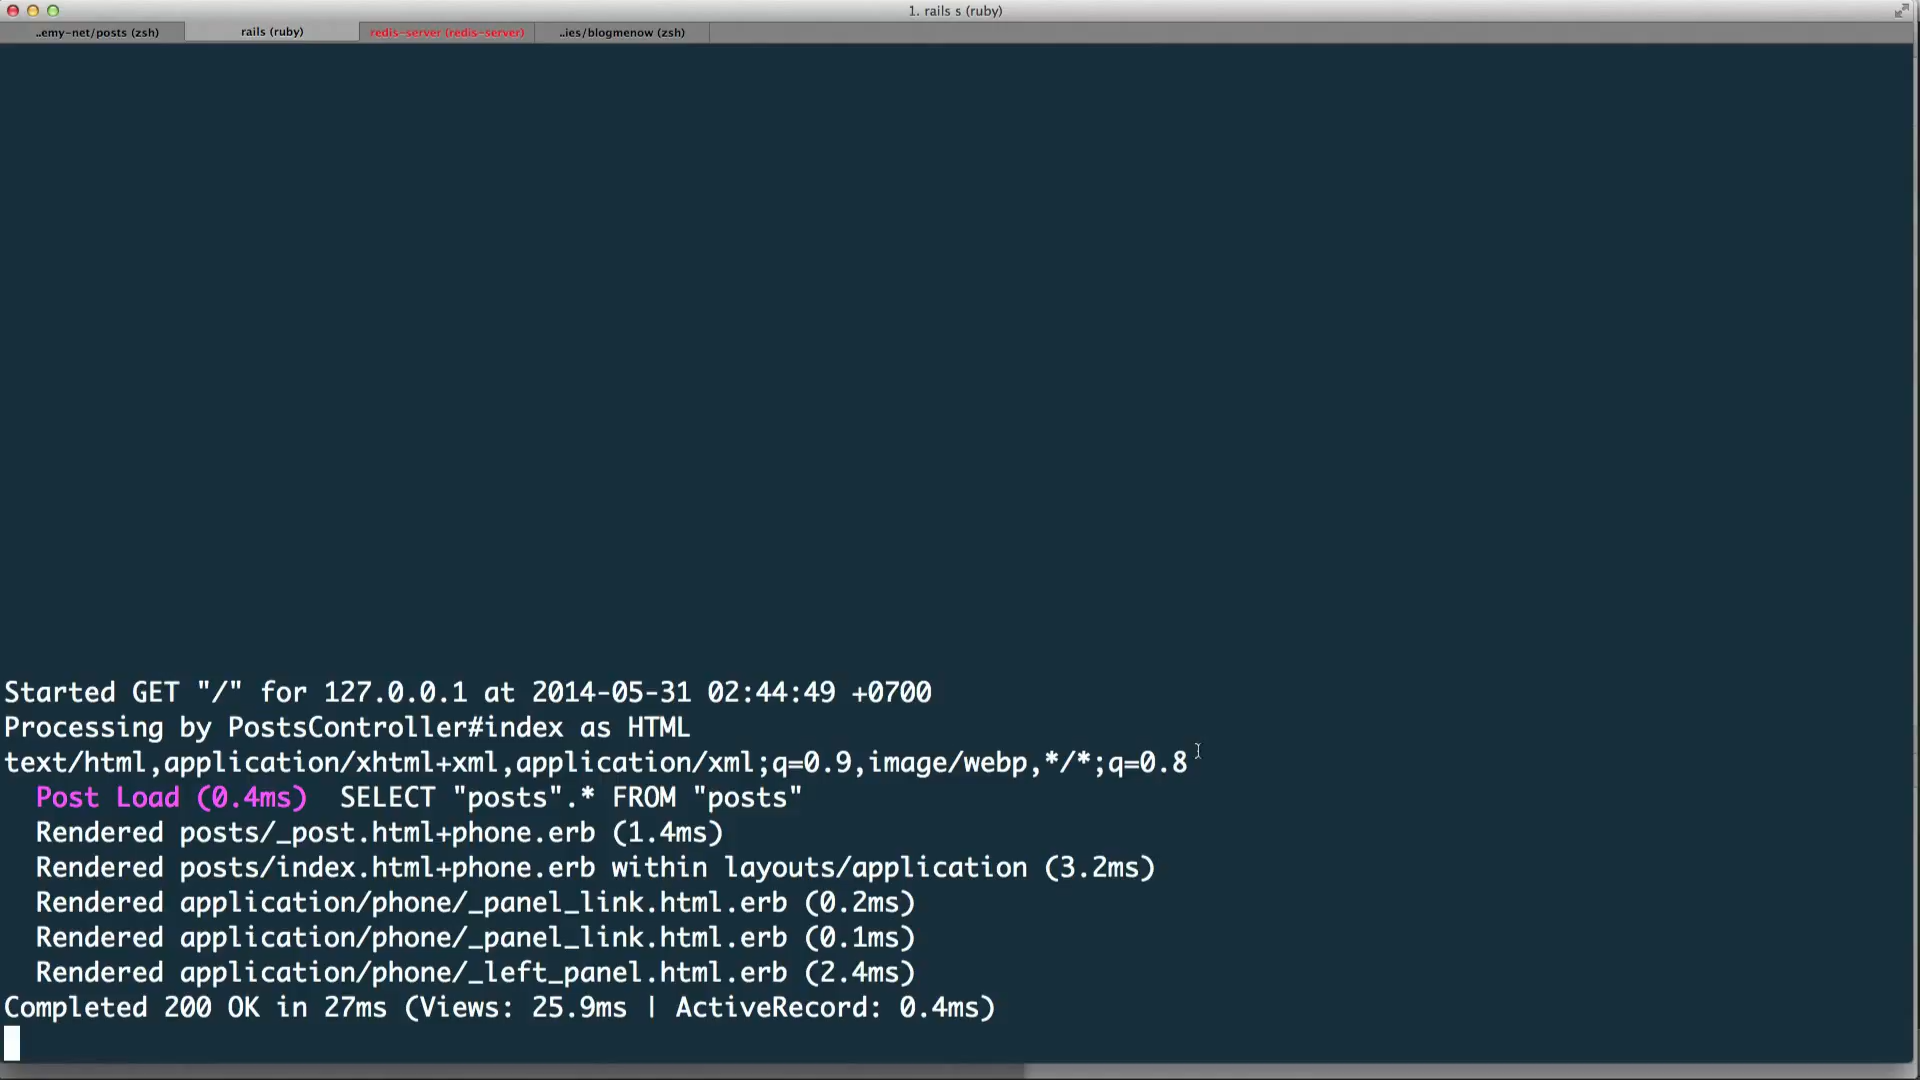 1. rails s (ruby)
..emy-net/posts (zsh) rails (ruby) redis-server (redis-server) ..ies/blogmenow (zsh)
Started GET "/" for 127.0.0.1 at 2014-05-31 02:44:49 +0700
Processing by PostsController#index as HTML
text/html,application/xhtml+xml,application/xml;q=0.9,image/webp,*/*;q=0.8
Post Load (0.4ms) SELECT "posts".* FROM "posts"
Rendered posts/_post.html+phone.erb (1.4ms)
Rendered posts/index.html+phone.erb within layouts/application (3.2ms)
Rendered application/phone/_panel_link.html.erb (0.2ms)
Rendered application/phone/_panel_link.html.erb (0.1ms)
Rendered application/phone/_left_panel.html.erb (2.4ms)
Completed 200 OK in 27ms (Views: 25.9ms | ActiveRecord: 0.4ms)